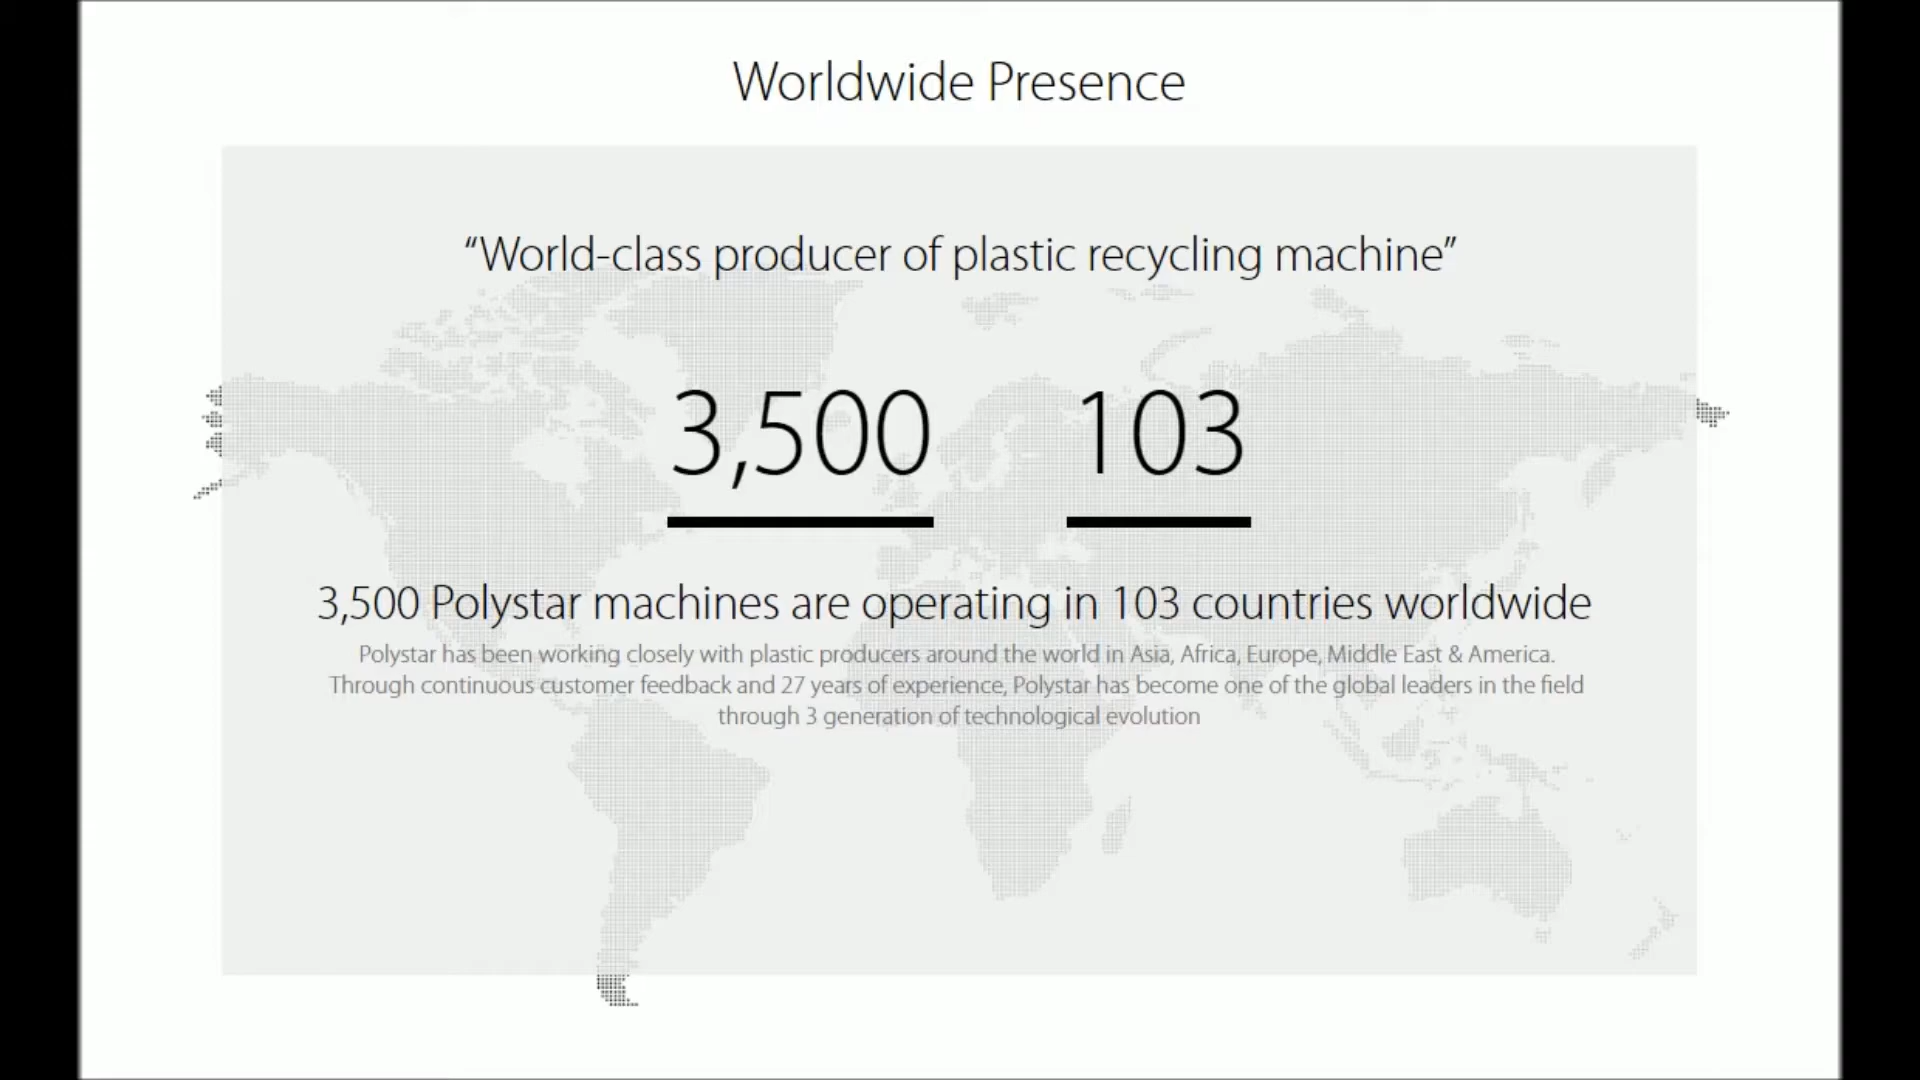 Worldwide Presence
“World-class producer of plastic recycling machine”
3,500 103
3,500 Polystar machines are operating in 103 countries worldwide
Polystar has been working closely with plastic producers around the world in Asia, Africa, Europe, Middle East & America.
Through continuous customer feedback and 27 years of experience, Polystar has become one of the global leaders in the field
through 3 generation of technological evolution